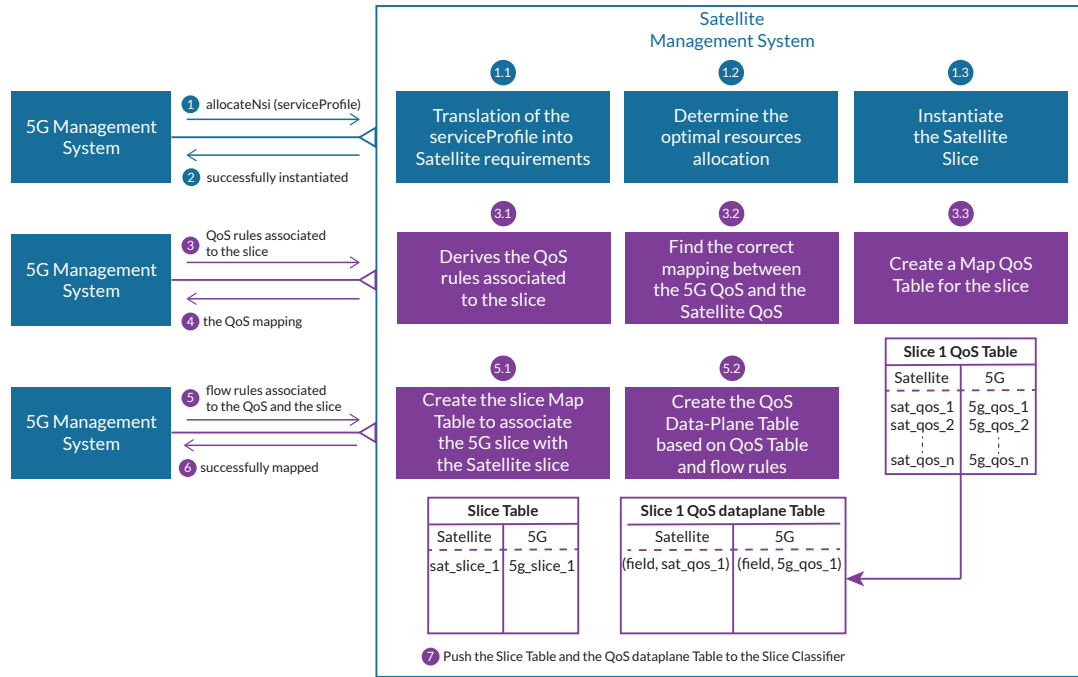 Satellite
Management System
1.1
1.2
1.3
1 allocateNsi (serviceProfile)
5G Management
System
2 successfully instantiated
Translation of the
serviceProfile into
Satellite requirements
Determine the
optimal resources
allocation
Instantiate
the Satellite
Slice
3.1
3.2
3.3
3 QoS rules associated
to the slice
5G Management
System
4 the QoS mapping
Derives the QoS
rules associated
to the slice
Find the correct
mapping between
the 5G QoS and the
Satellite QoS
Create a Map QoS
Table for the slice
Slice 1 QoS Table
Satellite 5G
sat_qos_1 5g_qos_1
sat_qos_2 5g_qos_2
sat_qos_n 5g_qos_n
5.1
5.2
5 flow rules associated
to the QoS and the slice
5G Management
System
6 successfully mapped
Create the slice Map
Table to associate
the 5G slice with
the Satellite slice
Create the QoS
Data-Plane Table
based on QoS Table
and flow rules
Slice Table
Satellite 5G
sat_slice_1 5g_slice_1
Slice 1 QoS dataplane Table
Satellite 5G
(field, sat_qos_1) (field, 5g_qos_1)
7 Push the Slice Table and the QoS dataplane Table to the Slice Classifier